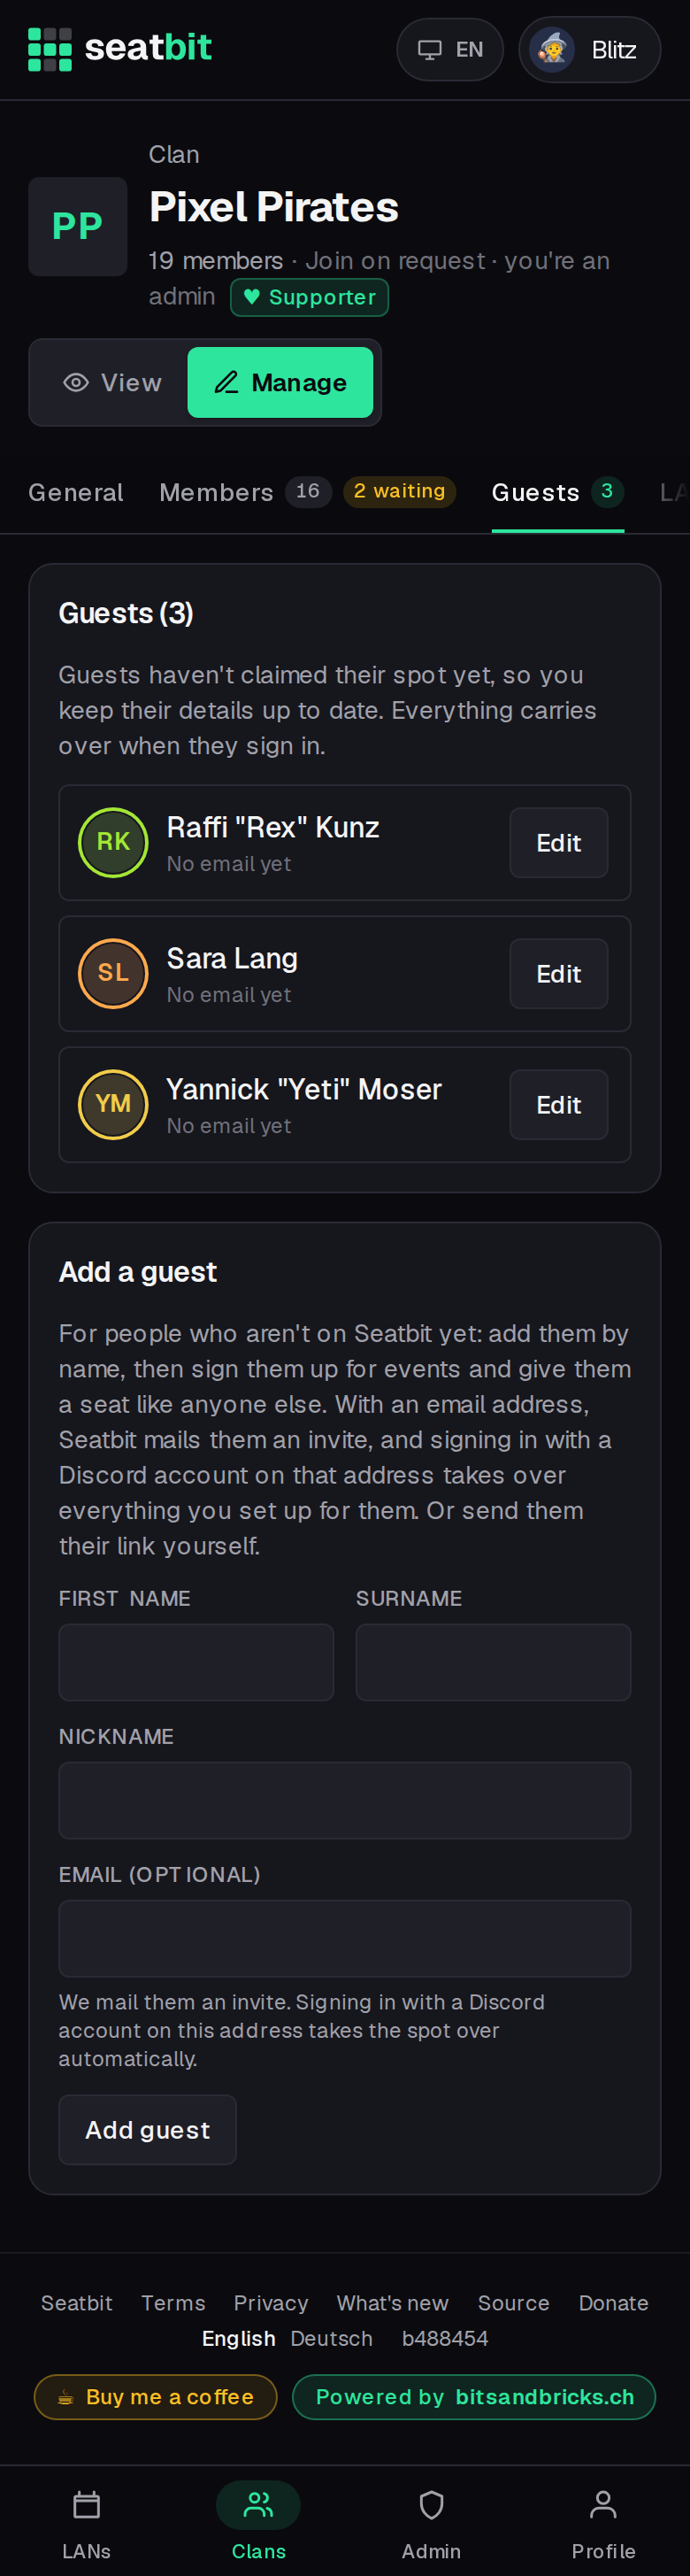 seatbit
EN
Blitz
Clan
PP
Pixel Pirates
19 members · Join on request · you're an
admin ♥ Supporter
View
Manage
General
Members 16 2 waiting
Guests 3
LA
Guests (3)
Guests haven't claimed their spot yet, so you
keep their details up to date. Everything carries
over when they sign in.
RK
Raffi "Rex" Kunz
No email yet
Edit
SL
Sara Lang
No email yet
Edit
YM
Yannick "Yeti" Moser
No email yet
Edit
Add a guest
For people who aren't on Seatbit yet: add them by
name, then sign them up for events and give them
a seat like anyone else. With an email address,
Seatbit mails them an invite, and signing in with a
Discord account on that address takes over
everything you set up for them. Or send them
their link yourself.
FIRST NAME
SURNAME
NICKNAME
EMAIL (OPTIONAL)
We mail them an invite. Signing in with a Discord
account on this address takes the spot over
automatically.
Add guest
Seatbit Terms Privacy What's new Source Donate
English Deutsch b488454
☕ Buy me a coffee
Powered by bitsandbricks.ch
LANs
Clans
Admin
Profile